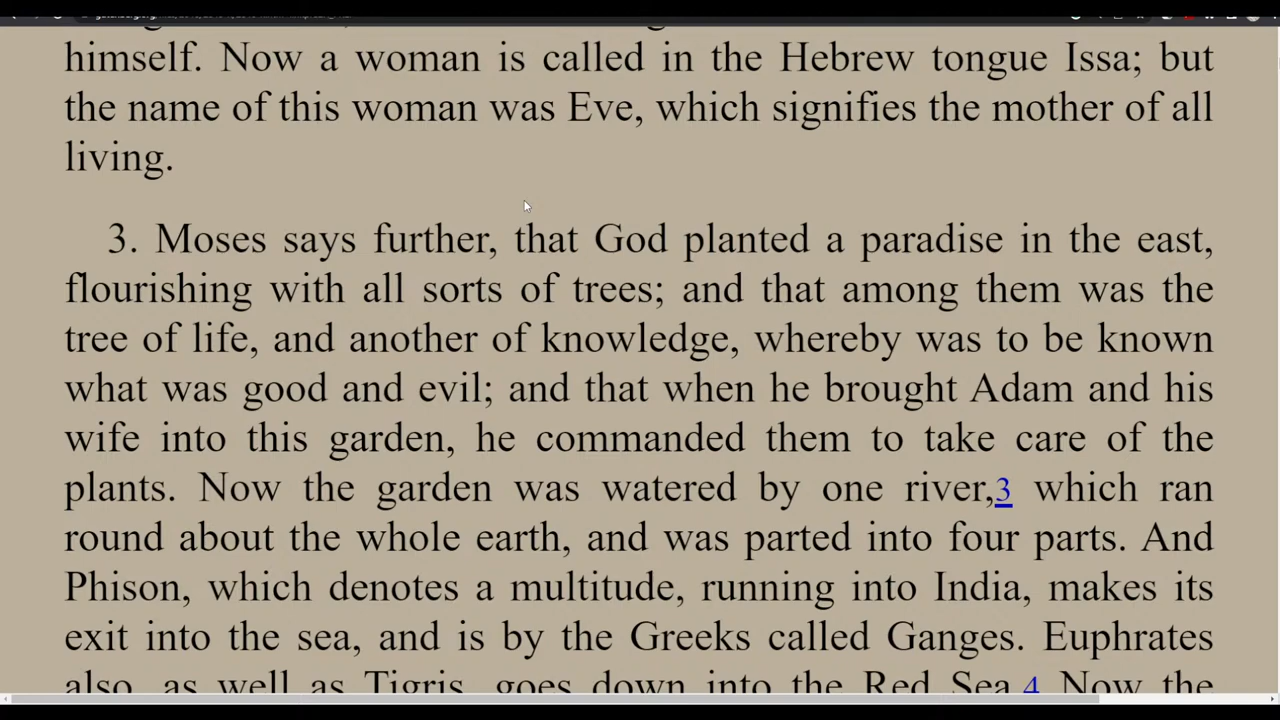 himself. Now a woman is called in the Hebrew tongue Issa; but
the name of this woman was Eve, which signifies the mother of all
living.
3. Moses says further, that God planted a paradise in the east,
flourishing with all sorts of trees; and that among them was the
tree of life, and another of knowledge, whereby was to be known
what was good and evil; and that when he brought Adam and his
wife into this garden, he commanded them to take care of the
plants. Now the garden was watered by one river,3 which ran
round about the whole earth, and was parted into four parts. And
Phison, which denotes a multitude, running into India, makes its
exit into the sea, and is by the Greeks called Ganges. Euphrates
also, as well as Tigris, goes down into the Red Sea.4 Now the